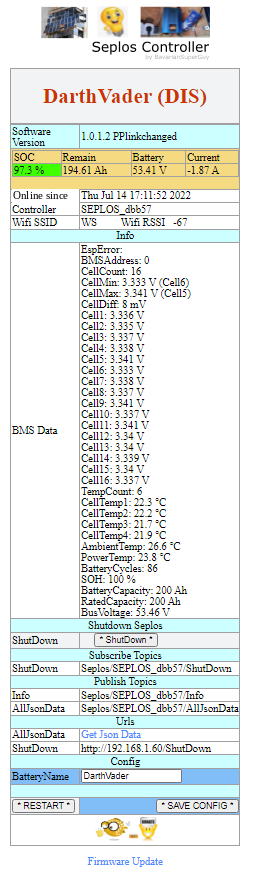 Seplos Controller
by BavarianSuperGuy
DarthVader (DIS)
Software Version 1.0.1.2 PPlinkchanged
SOC Remain Battery Current
97.3 % 194.61 Ah 53.41 V -1.87 A
Online since Thu Jul 14 17:11:52 2022
Controller SEPLOS_dbb57
Wifi SSID WS Wifi RSSI -67
Info
BMS Data
EspError:
BMSAddress: 0
CellCount: 16
CellMin: 3.333 V (Cell6)
CellMax: 3.341 V (Cell5)
CellDiff: 8 mV
Cell1: 3.336 V
Cell2: 3.335 V
Cell3: 3.337 V
Cell4: 3.338 V
Cell5: 3.341 V
Cell6: 3.333 V
Cell7: 3.338 V
Cell8: 3.337 V
Cell9: 3.341 V
Cell10: 3.337 V
Cell11: 3.341 V
Cell12: 3.34 V
Cell13: 3.34 V
Cell14: 3.339 V
Cell15: 3.34 V
Cell16: 3.337 V
TempCount: 6
CellTemp1: 22.3 °C
CellTemp2: 22.2 °C
CellTemp3: 21.7 °C
CellTemp4: 21.9 °C
AmbientTemp: 26.6 °C
PowerTemp: 23.8 °C
BatteryCycles: 86
SOH: 100 %
BatteryCapacity: 200 Ah
RatedCapacity: 200 Ah
BusVoltage: 53.46 V
Shutdown Seplos
ShutDown * ShutDown *
Subscribe Topics
ShutDown Seplos/SEPLOS_dbb57/ShutDown
Publish Topics
Info Seplos/SEPLOS_dbb57/Info
AllJsonData Seplos/SEPLOS_dbb57/AllJsonData
Urls
AllJsonData Get Json Data
ShutDown http://192.168.1.60/ShutDown
Config
BatteryName DarthVader
* RESTART * * SAVE CONFIG *
Firmware Update